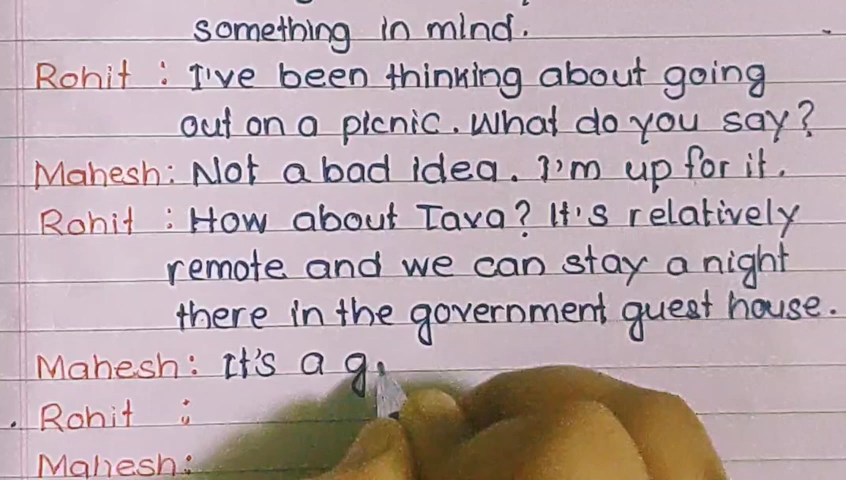 something in mind.
Rohit : I've been thinking about going
out on a picnic. What do you say?
Mahesh: Not a bad idea. I'm up for it.
Rohit : How about Tava? It's relatively
remote and we can stay a night
there in the government guest house.
Mahesh: It's a g
Rohit :
Mahesh: